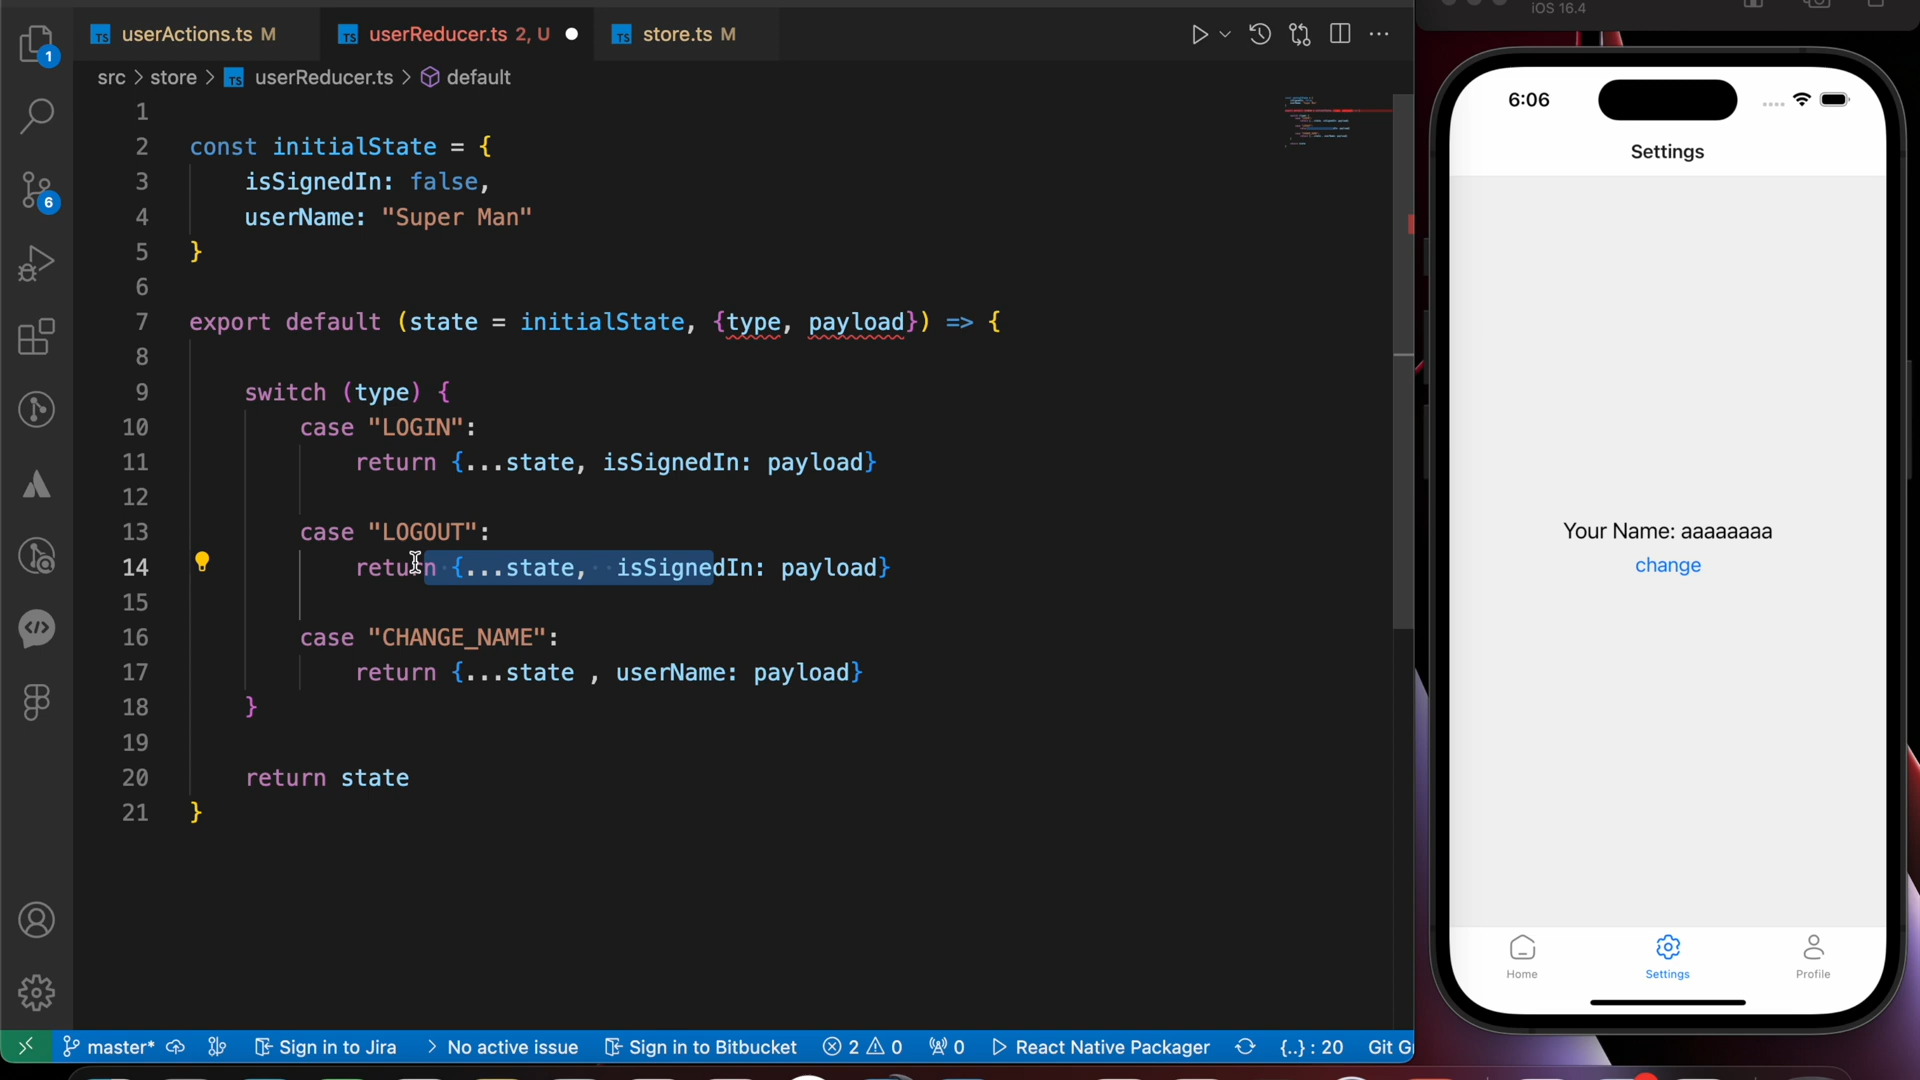 userActions.ts M
userReducer.ts 2, U
store.ts M
src > store > userReducer.ts > default
1
2 const initialState = {
3 isSignedIn: false,
4 userName: "Super Man"
5 }
6
7 export default (state = initialState, {type, payload}) => {
8
9 switch (type) {
10 case "LOGIN":
11 return {...state, isSignedIn: payload}
12
13 case "LOGOUT":
14 return {...state,  isSignedIn: payload}
15
16 case "CHANGE_NAME":
17 return {...state , userName: payload}
18 }
19
20 return state
21 }
1
6
master* Sign in to Jira > No active issue Sign in to Bitbucket 2 0 0 React Native Packager {..} : 20 Git G
iOS 16.4
6:06
Settings
Your Name: aaaaaaaa
change
Home
Settings
Profile